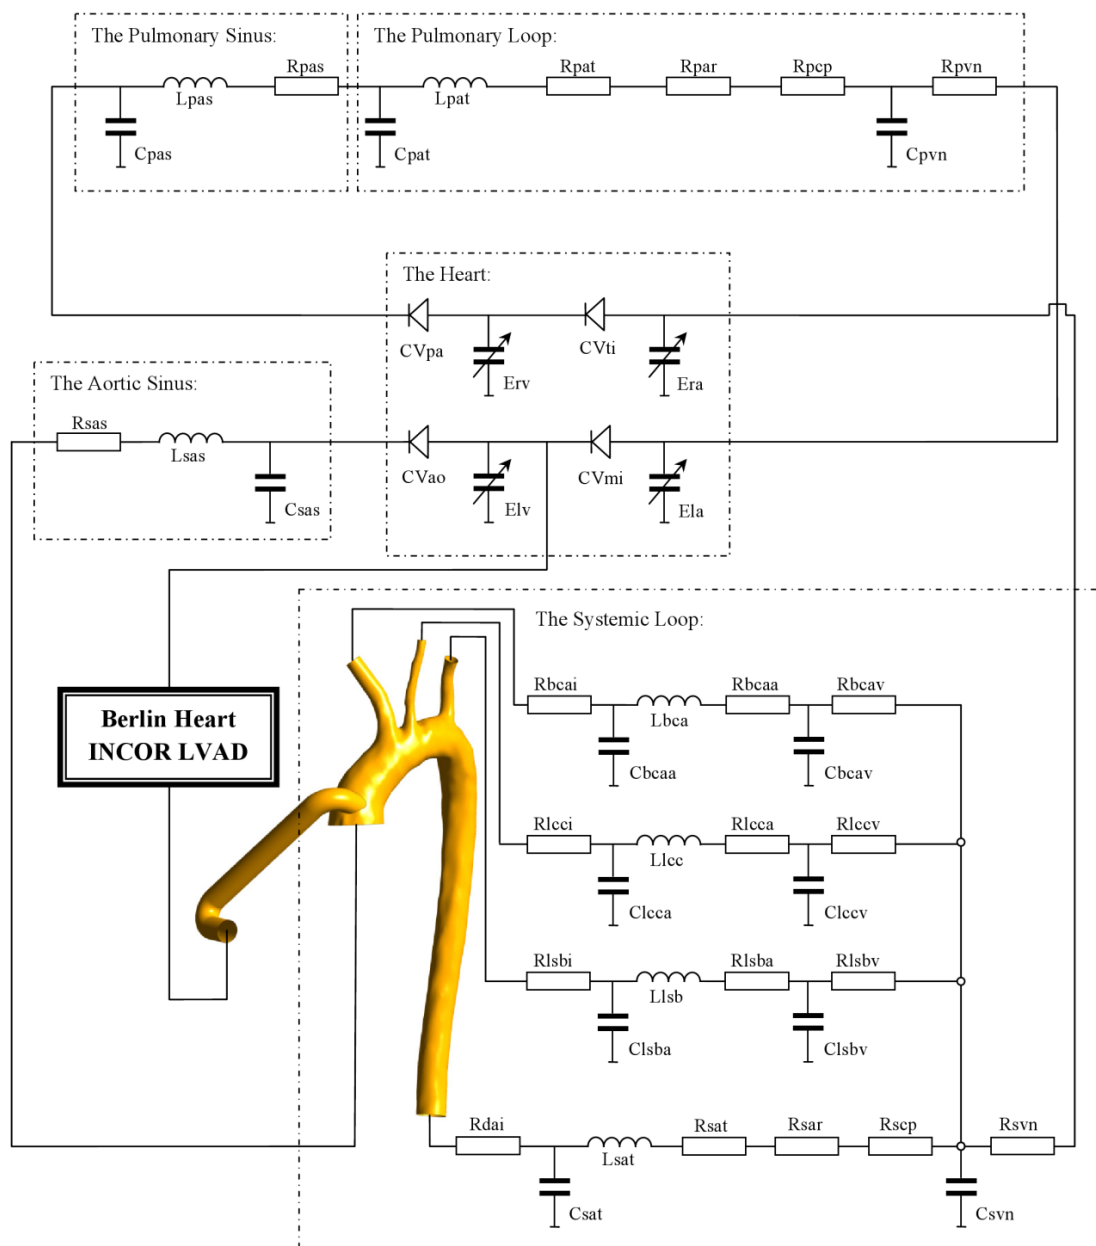 The Pulmonary Sinus:
The Pulmonary Loop:
Rpas
Rpat
Rpar
Rpcp
Rpvn
Lpas
Lpat
Cpas
Cpat
Cpvn
The Heart:
CVpa
CVti
Erv
Era
The Aortic Sinus:
Rsas
Lsas
CVao
CVmi
Csas
Elv
Ela
The Systemic Loop:
Rbcai
Rbcaa
Rbcav
Lbca
Berlin Heart
INCOR LVAD
Cbcaa
Cbcav
Rlcci
Rlcca
Rlccv
Llcc
Clcca
Clccv
Rlsbi
Rlsba
Rlsbv
Llsb
Clsba
Clsbv
Rdai
Rsat
Rsar
Rscp
Rsvn
Lsat
Csat
Csvn